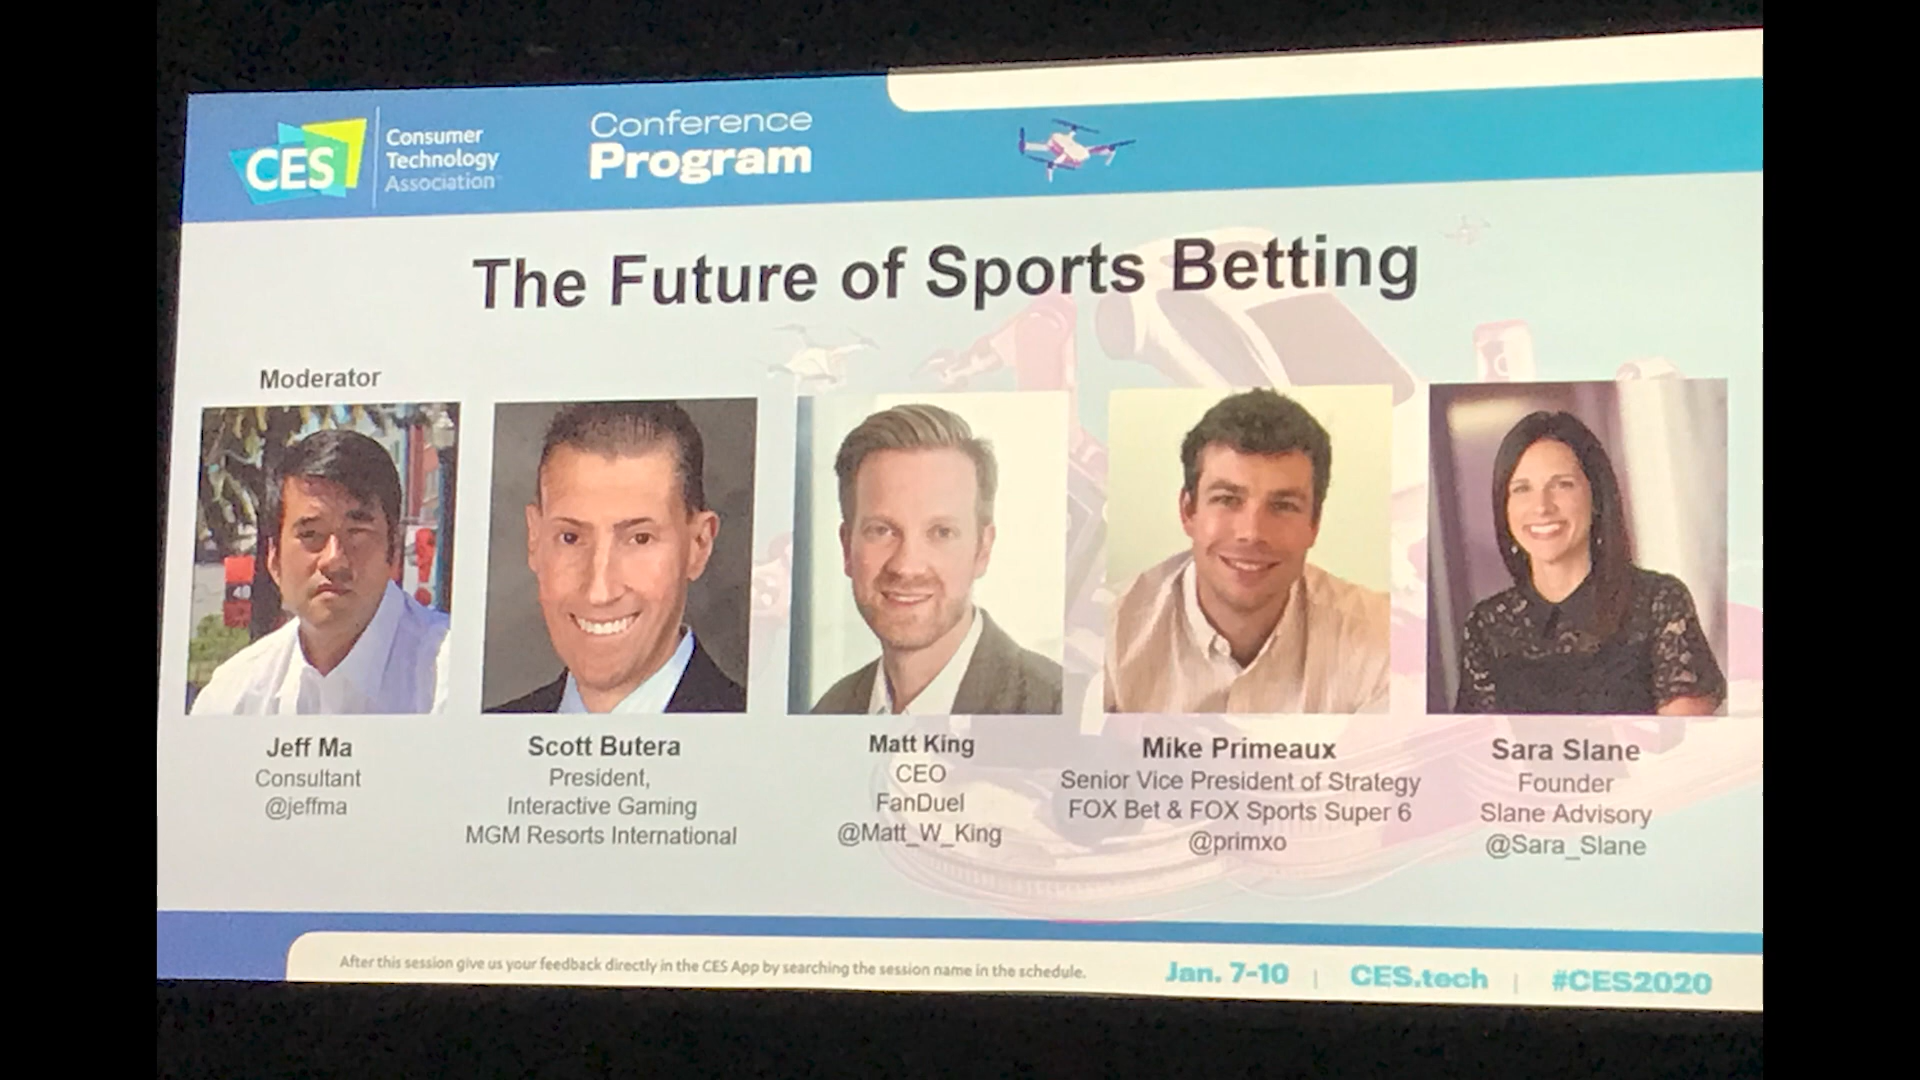 CES
Consumer
Technology
Association
Conference
Program
The Future of Sports Betting
Moderator
40
Jeff Ma
Consultant
@jeffma
Scott Butera
President,
Interactive Gaming
MGM Resorts International
Matt King
CEO
FanDuel
@Matt_W_King
Mike Primeaux
Senior Vice President of Strategy
FOX Bet & FOX Sports Super 6
@primxo
Sara Slane
Founder
Slane Advisory
@Sara_Slane
After this session give us your feedback directly in the CES App by searching the session name in the schedule.
Jan. 7-10 | CES.tech | #CES2020